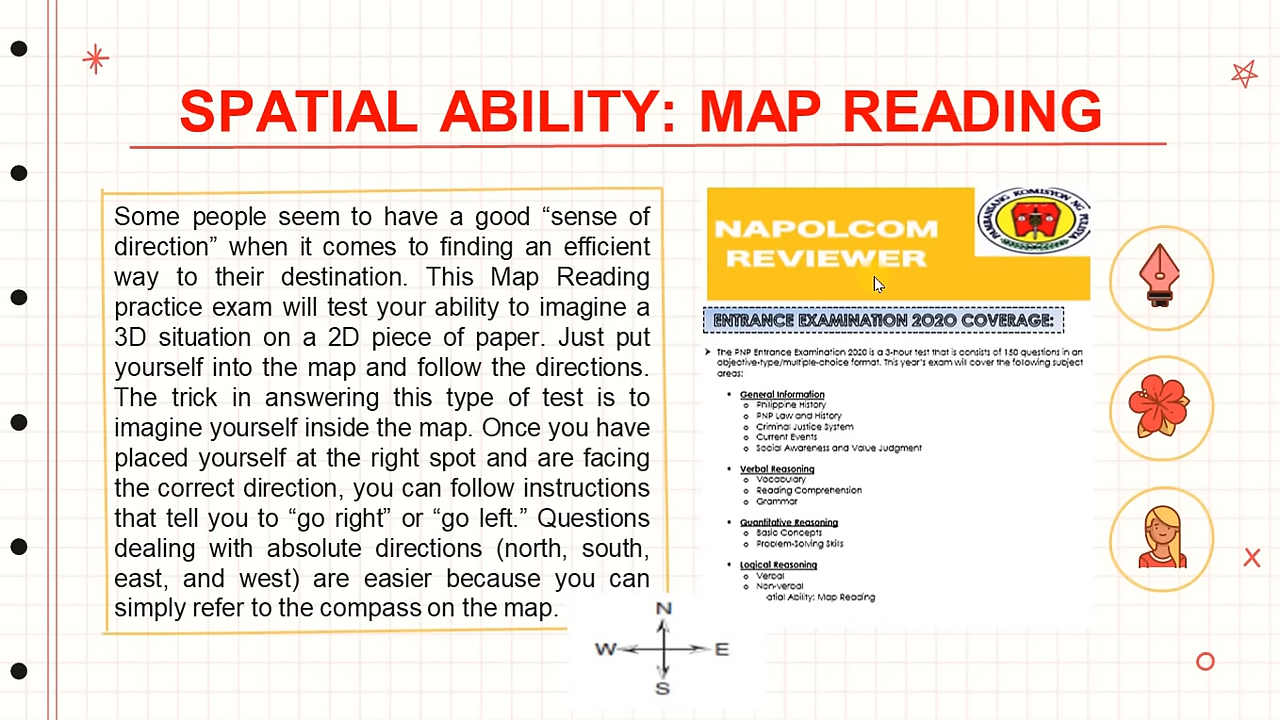 SPATIAL ABILITY: MAP READING
Some people seem to have a good “sense of
direction” when it comes to finding an efficient
way to their destination. This Map Reading
practice exam will test your ability to imagine a
3D situation on a 2D piece of paper. Just put
yourself into the map and follow the directions.
The trick in answering this type of test is to
imagine yourself inside the map. Once you have
placed yourself at the right spot and are facing
the correct direction, you can follow instructions
that tell you to “go right” or “go left.” Questions
dealing with absolute directions (north, south,
east, and west) are easier because you can
simply refer to the compass on the map.
NAPOLCOM
REVIEWER
PAMBANSANG KOMISYON NG PULISYA
ENTRANCE EXAMINATION 2020 COVERAGE:
The PNP Entrance Examination 2020 is a 3-hour test that is consists of 150 questions in an
objective-type/multiple-choice format. This year's exam will cover the following subject
areas:
General Information
Philippine History
PNP Law and History
Criminal Justice System
Current Events
Social Awareness and Value Judgment
Verbal Reasoning
Vocabulary
Reading Comprehension
Grammar
Quantitative Reasoning
Basic Concepts
Problem-Solving Skills
Logical Reasoning
Verbal
Non-verbal
atial Ability: Map Reading
N
W E
S